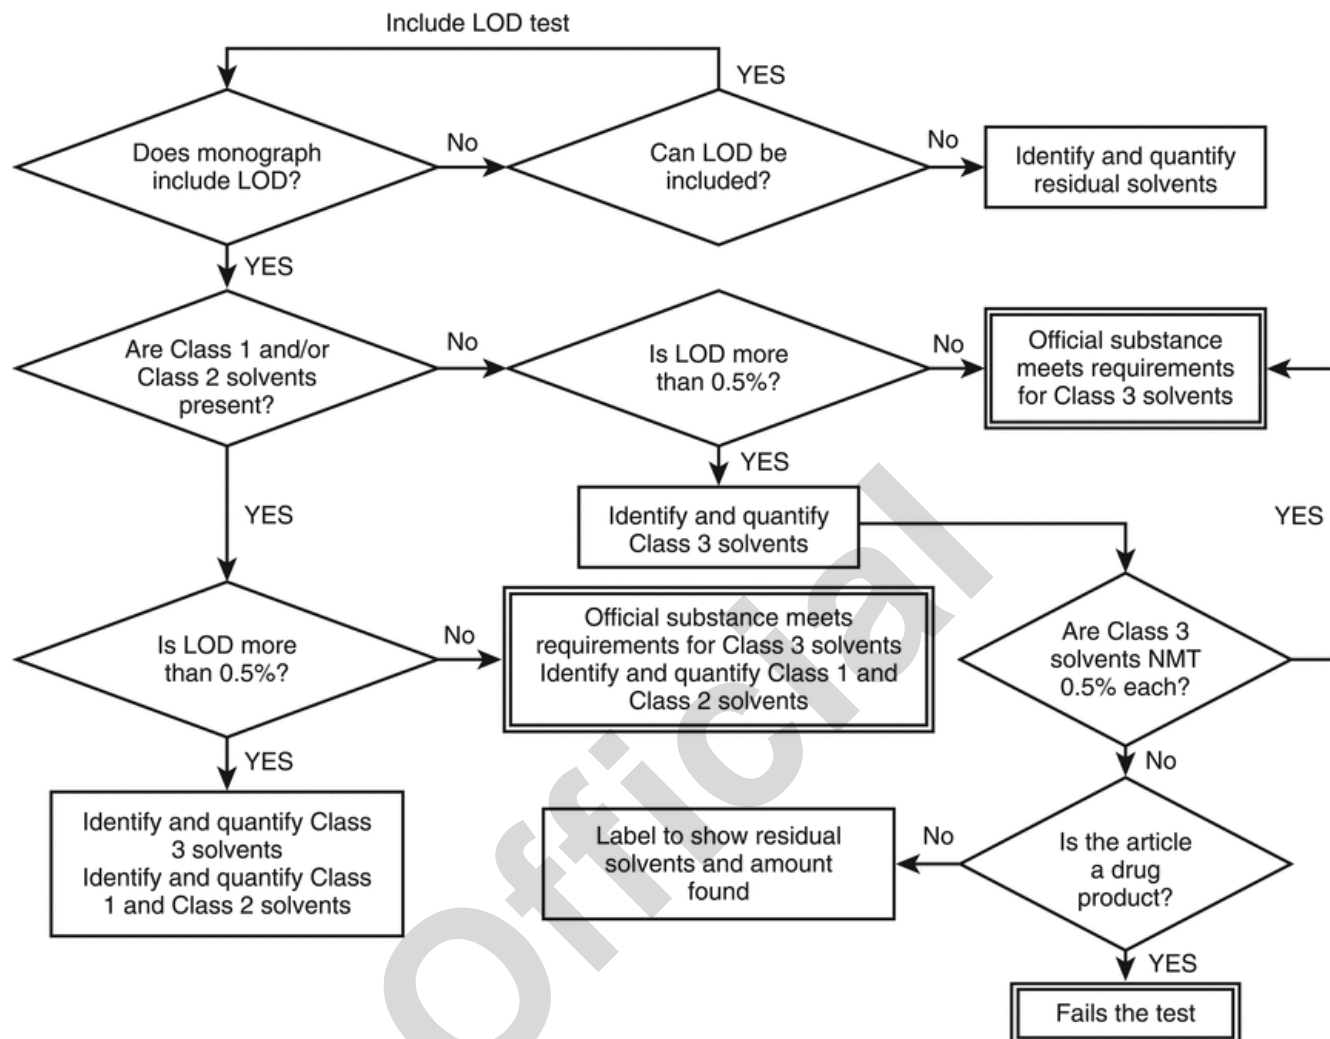 Include LOD test
YES
Does monograph
include LOD?
No
Can LOD be
included?
No
Identify and quantify
residual solvents
YES
Are Class 1 and/or
Class 2 solvents
present?
No
Is LOD more
than 0.5%?
No
Official substance
meets requirements
for Class 3 solvents
YES
YES
Identify and quantify
Class 3 solvents
YES
Is LOD more
than 0.5%?
No
Official substance meets
requirements for Class 3 solvents
Identify and quantify Class 1 and
Class 2 solvents
Are Class 3
solvents NMT
0.5% each?
YES
No
Identify and quantify Class
3 solvents
Identify and quantify Class
1 and Class 2 solvents
Label to show residual
solvents and amount
found
No
Is the article
a drug
product?
YES
Fails the test
Official